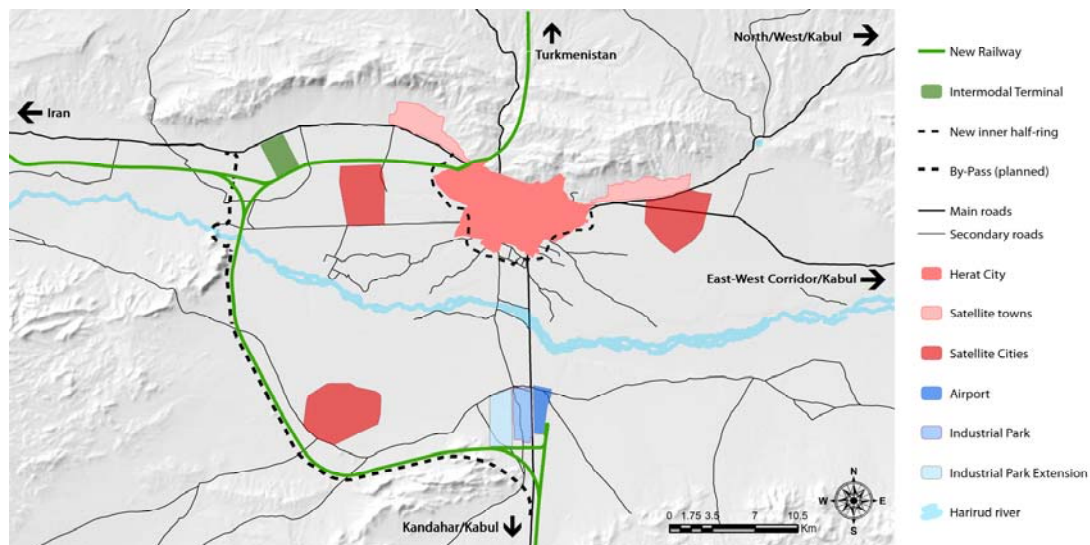 North/West/Kabul
Turkmenistan
Iran
East-West Corridor/Kabul
Kandahar/Kabul
N
W
E
S
0 1.75 3.5 7 10.5
Km
New Railway
Intermodal Terminal
New inner half-ring
By-Pass (planned)
Main roads
Secondary roads
Herat City
Satellite towns
Satellite Cities
Airport
Industrial Park
Industrial Park Extension
Harirud river